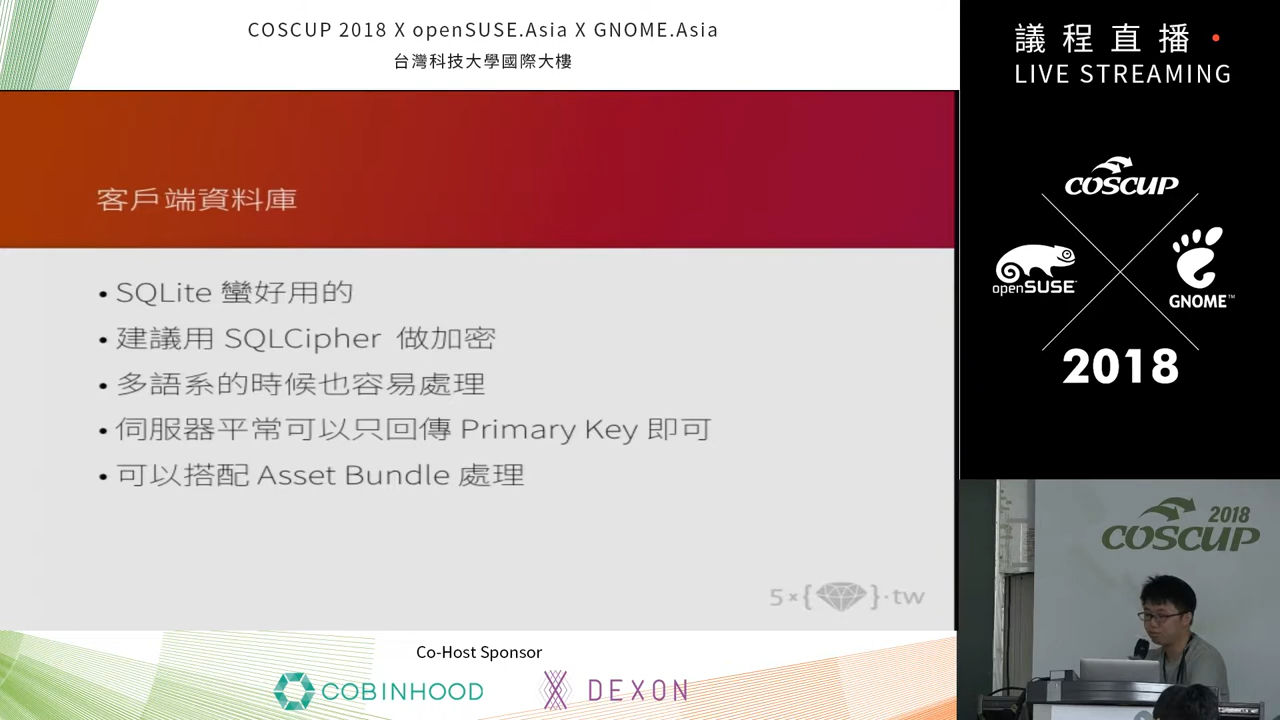 COSCUP 2018 X openSUSE.Asia X GNOME.Asia
台灣科技大學國際大樓
議程直播
LIVE STREAMING
COSCUP
openSUSE
GNOME™
2018
客戶端資料庫
• SQLite 蠻好用的
• 建議用 SQLCipher 做加密
• 多語系的時候也容易處理
• 伺服器平常可以只回傳 Primary Key 即可
• 可以搭配 Asset Bundle 處理
5×{ }·tw
2018
COSCUP
Co-Host Sponsor
COBINHOOD
DEXON